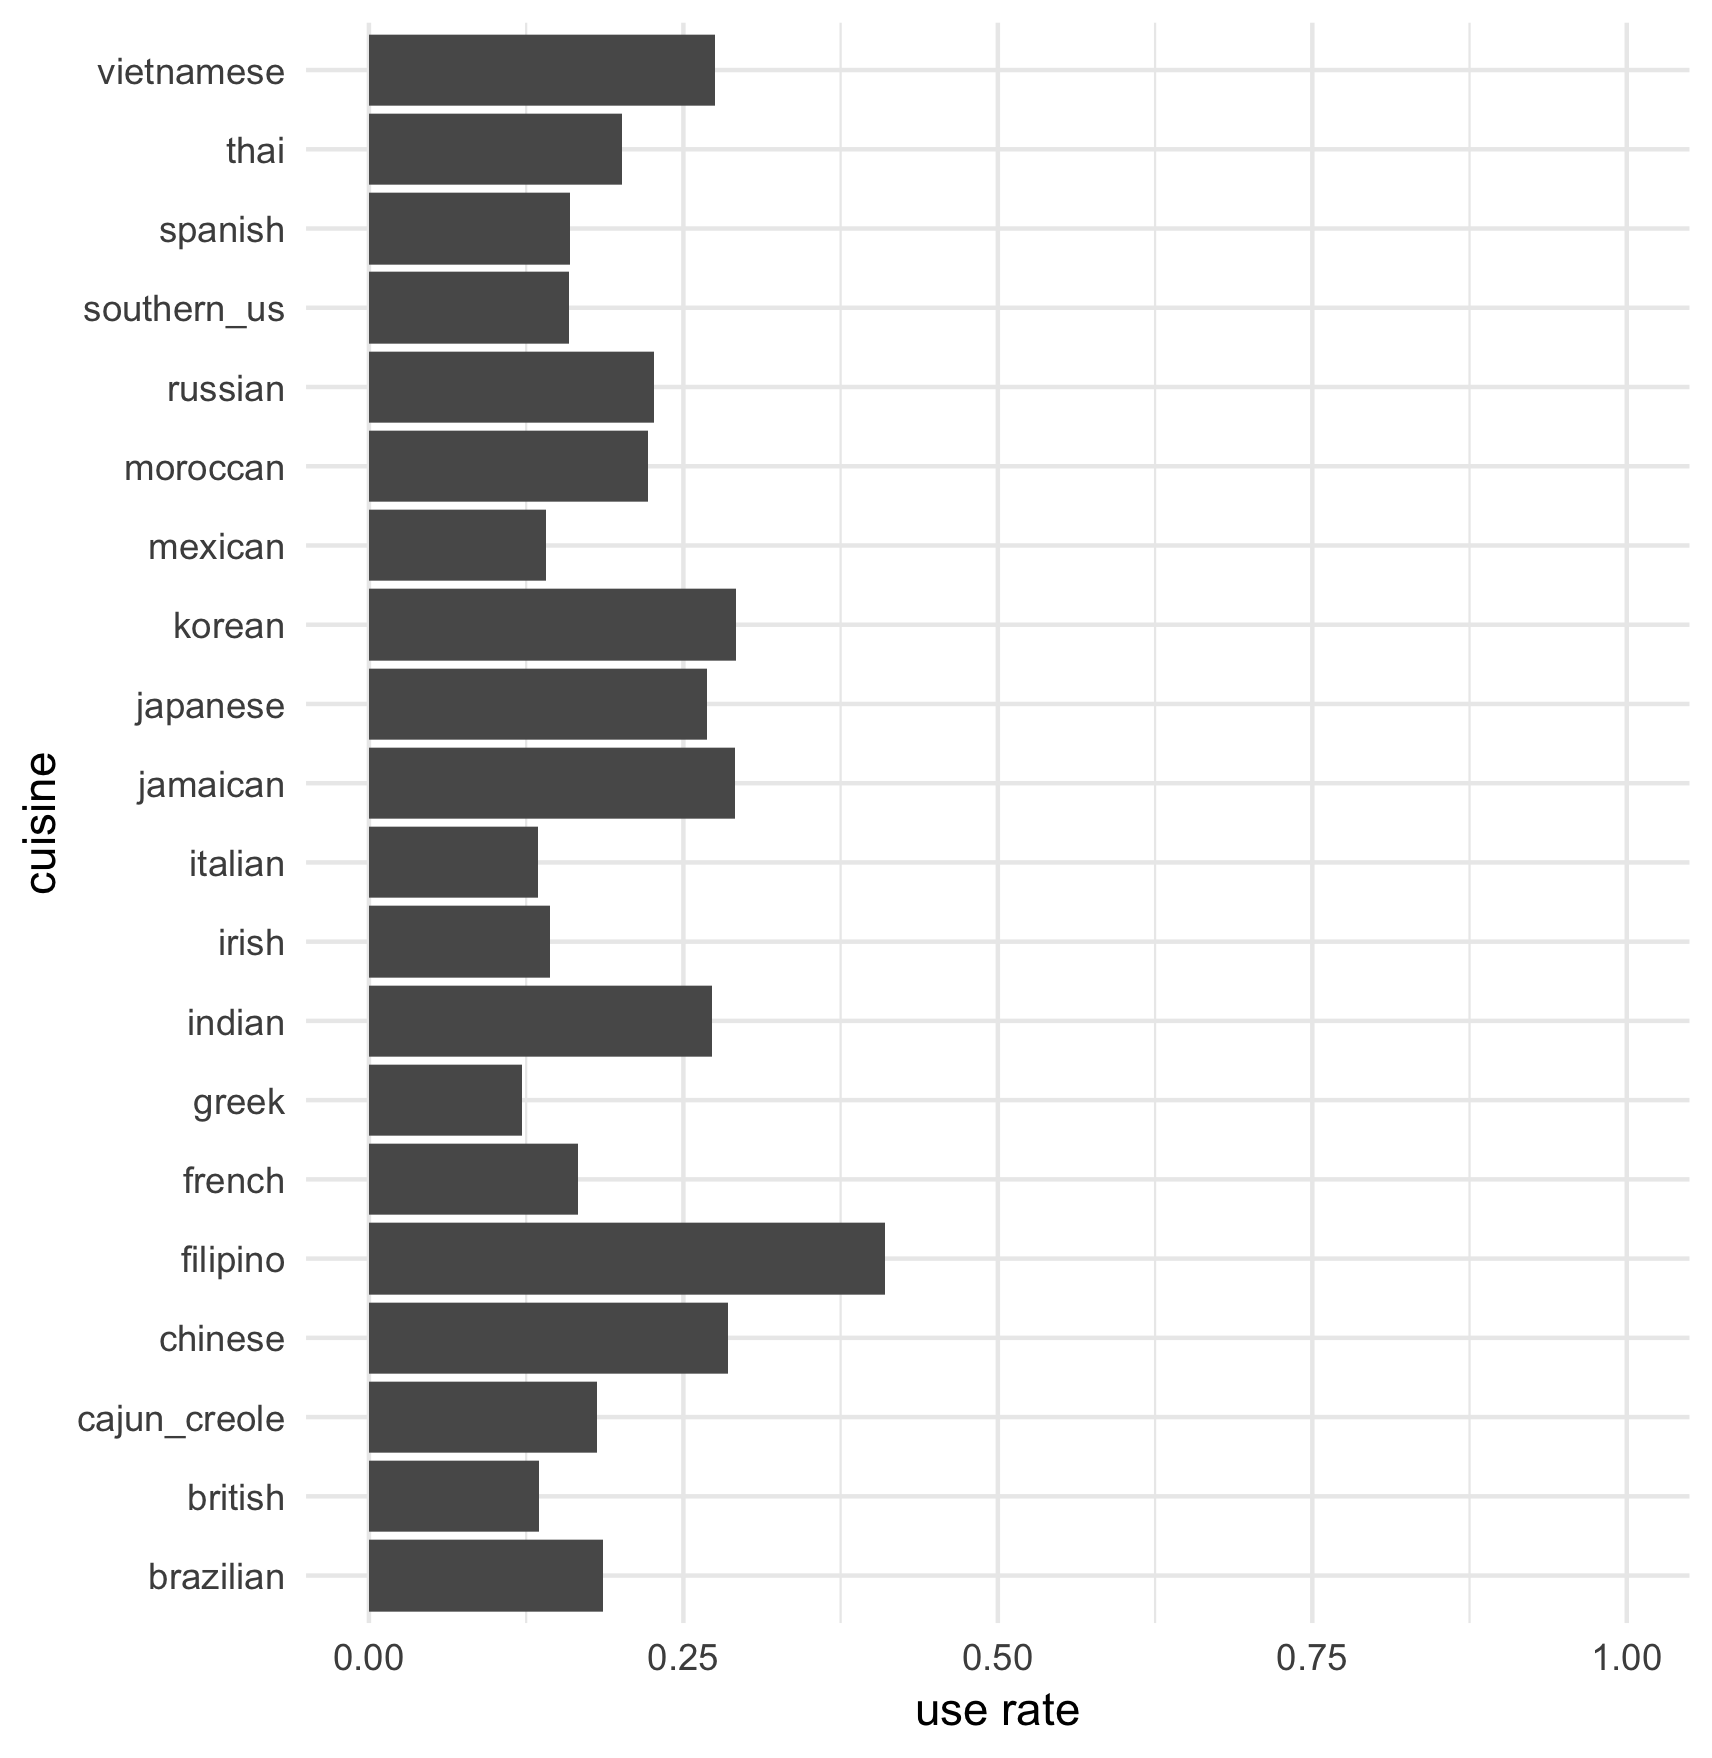 vietnamese
thai
spanish
southern_us
russian
moroccan
mexican
korean
japanese
jamaican
italian
irish
indian
greek
french
filipino
chinese
cajun_creole
british
brazilian
cuisine
0.00 0.25 0.50 0.75 1.00
use rate